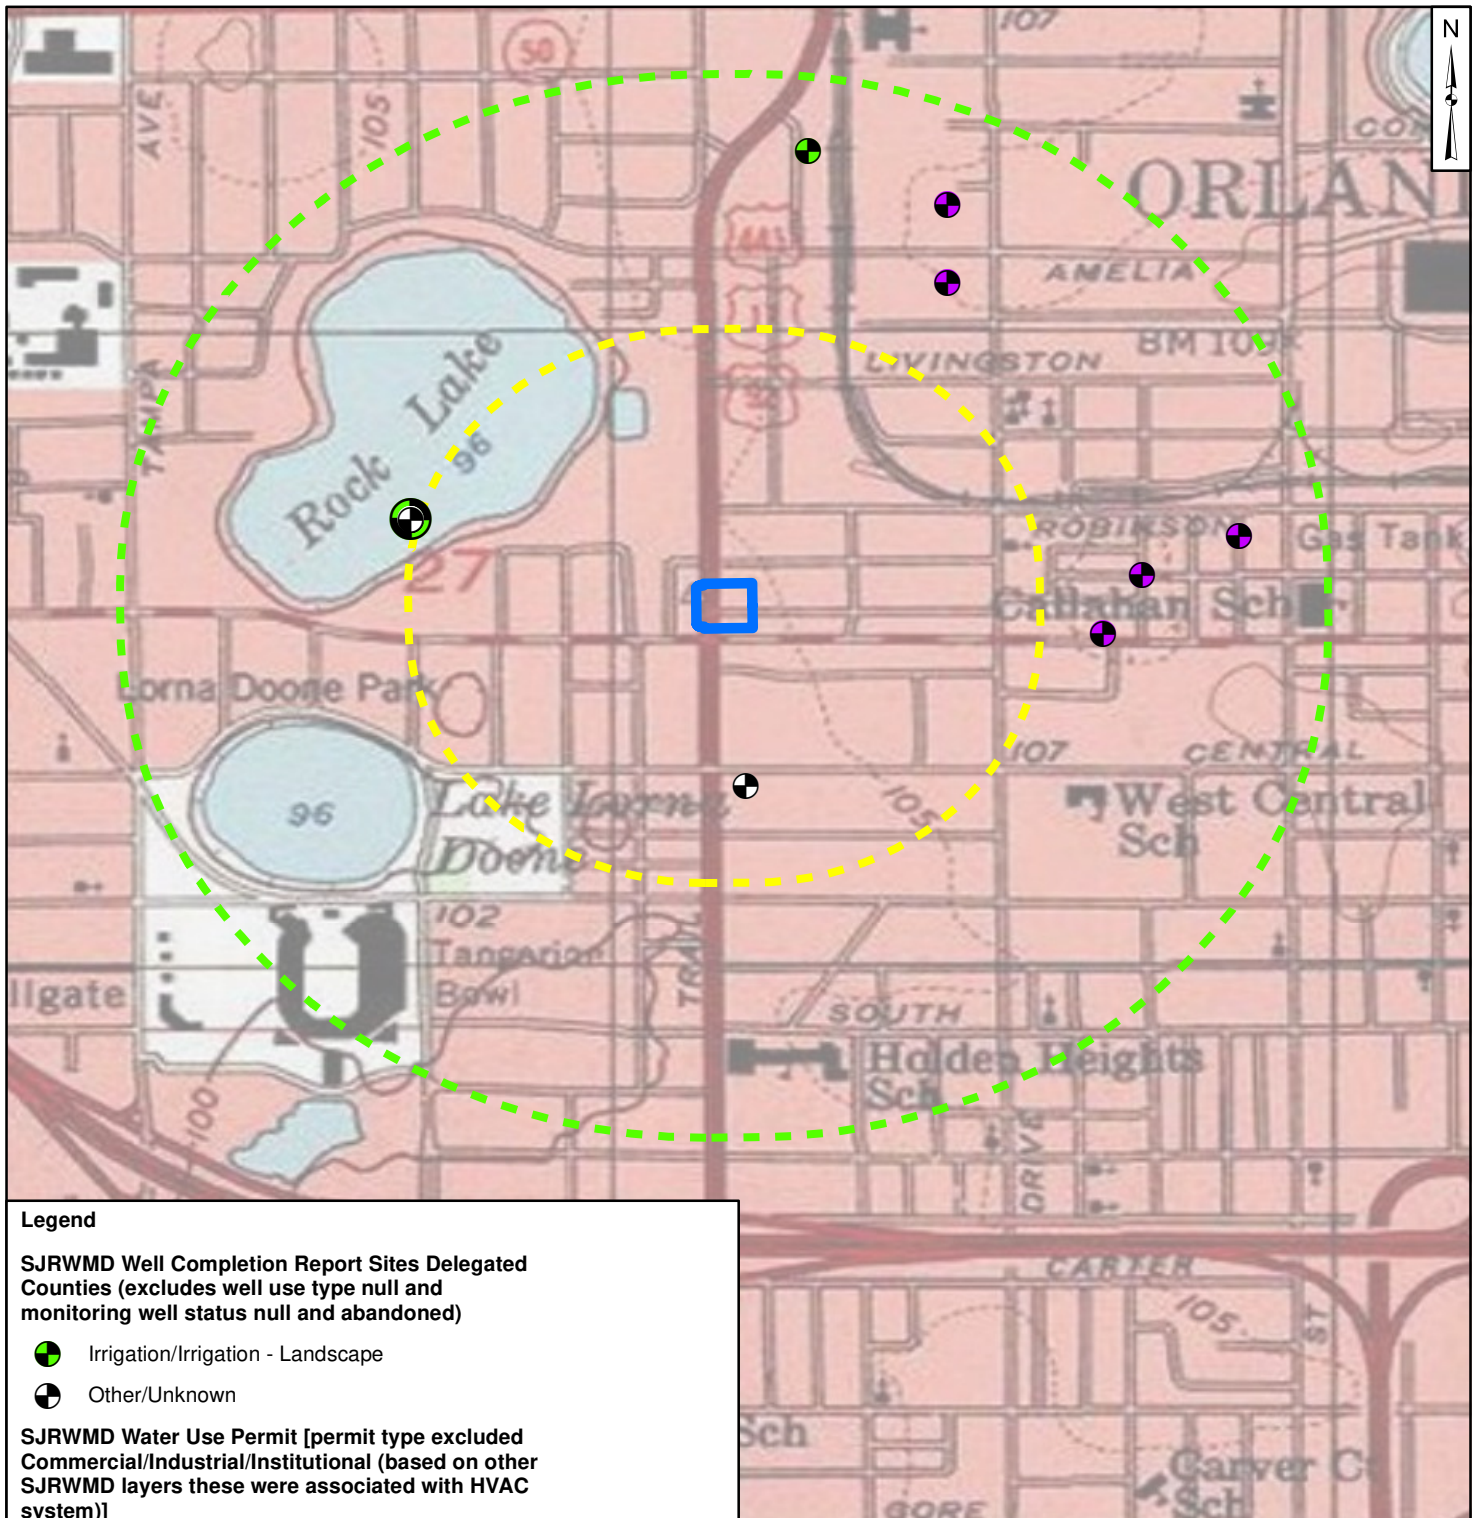 N
50
107
AVE
105
ORLAN
441
AMELIA
BM 109
LIVINGSTON
TAMPA
Rock Lake
96
ROBINSON
Gas Tank
27
Callahan Sch
Lorna Doone Park
107
CENTRAL
96
Lake Lorna
Doone
105
West Central
Sch
102
Tangerine
Bowl
TRAIL
SOUTH
Holden Heights
Sch
100
DRIVE
CARTER
105
ST
Sch
Carver C
Sch
GORE
Legend
SJRWMD Well Completion Report Sites Delegated
Counties (excludes well use type null and
monitoring well status null and abandoned)
Irrigation/Irrigation - Landscape
Other/Unknown
SJRWMD Water Use Permit [permit type excluded
Commercial/Industrial/Institutional (based on other
SJRWMD layers these were associated with HVAC
system)]